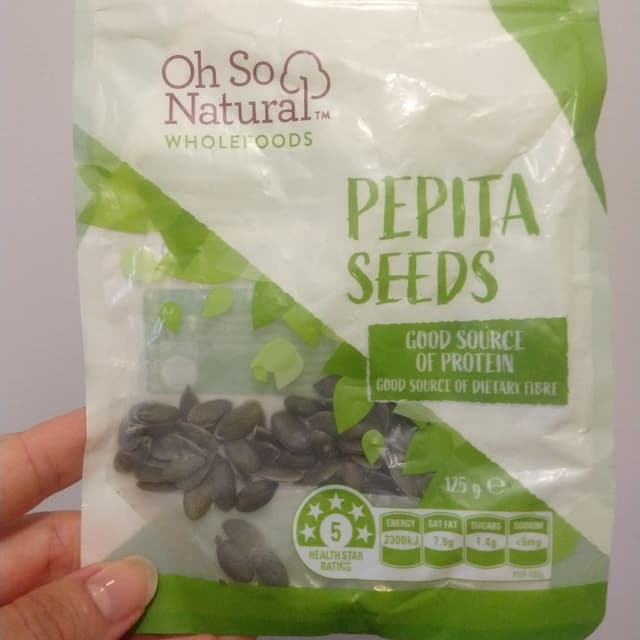 Oh So
Natural™
WHOLEFOODS
PEPITA
SEEDS
GOOD SOURCE
OF PROTEIN
GOOD SOURCE OF DIETARY FIBRE
125 g ℮
5
HEALTH STAR
RATING
ENERGY SAT FAT SUGARS SODIUM
2300kJ 7.9g 1.4g <5mg
PER 100g